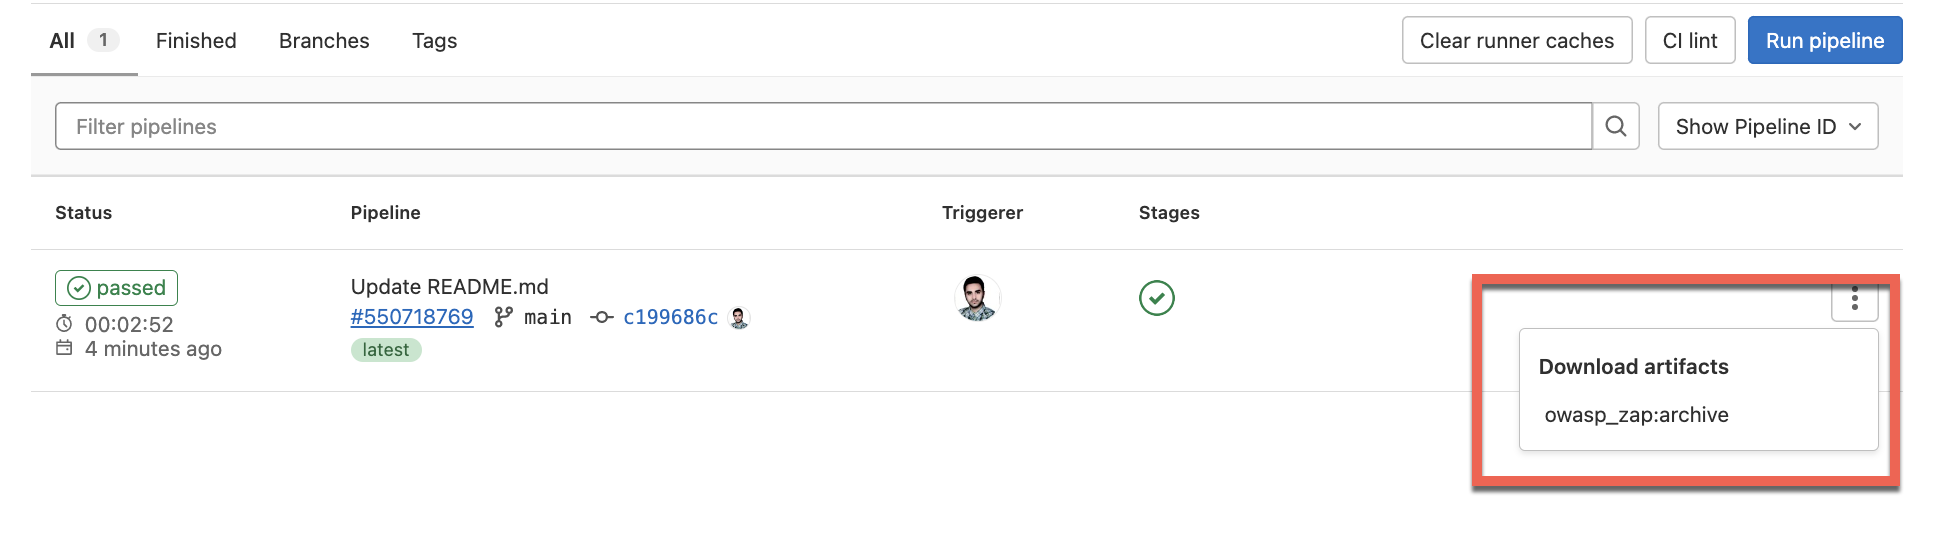 All 1 Finished Branches Tags Clear runner caches CI lint Run pipeline
Filter pipelines Show Pipeline ID
Status Pipeline Triggerer Stages
passed
00:02:52
4 minutes ago
Update README.md
#550718769 main c199686c
latest
Download artifacts
owasp_zap:archive